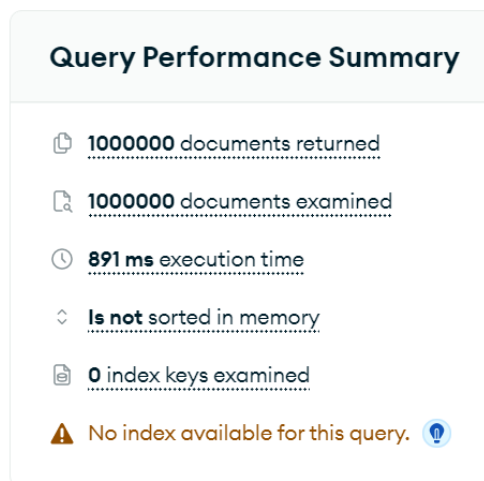 Query Performance Summary
1000000 documents returned
1000000 documents examined
891 ms execution time
Is not sorted in memory
0 index keys examined
No index available for this query.